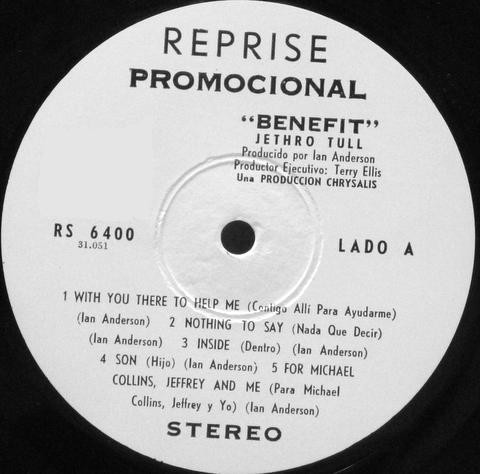 REPRISE
PROMOCIONAL
"BENEFIT"
JETHRO TULL
Producido por Ian Anderson
Productor Ejecutivo: Terry Ellis
Una PRODUCCION CHRYSALIS
RS 6400
31.051
LADO A
1 WITH YOU THERE TO HELP ME (Contigo Allí Para Ayudarme)
(Ian Anderson) 2 NOTHING TO SAY (Nada Que Decir)
(Ian Anderson) 3 INSIDE (Dentro) (Ian Anderson)
4 SON (Hijo) (Ian Anderson) 5 FOR MICHAEL
COLLINS, JEFFREY AND ME (Para Michael
Collins, Jeffrey y Yo) (Ian Anderson)
STEREO